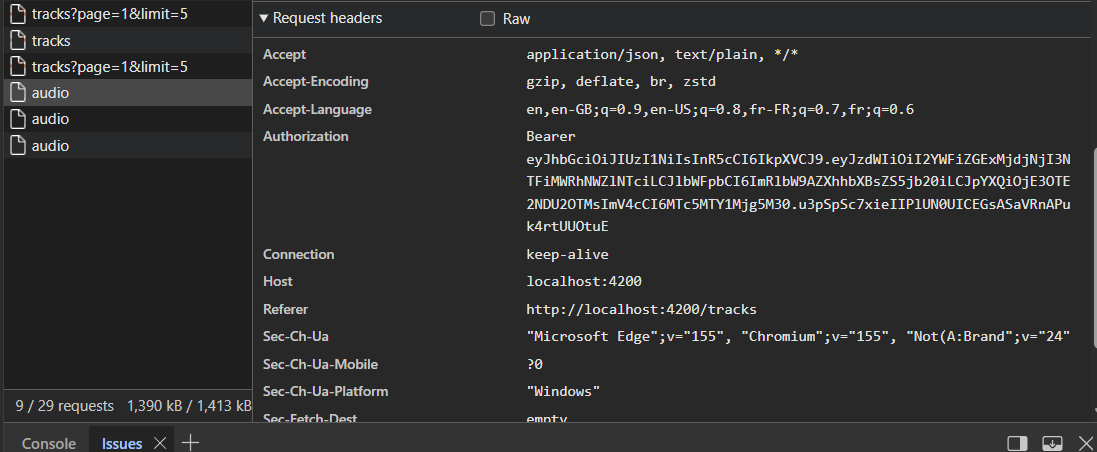 tracks?page=1&limit=5
tracks
tracks?page=1&limit=5
audio
audio
audio
9 / 29 requests 1,390 kB / 1,413 kB
Request headers Raw
Accept application/json, text/plain, */*
Accept-Encoding gzip, deflate, br, zstd
Accept-Language en,en-GB;q=0.9,en-US;q=0.8,fr-FR;q=0.7,fr;q=0.6
Authorization Bearer
eyJhbGciOiJIUzI1NiIsInR5cCI6IkpXVCJ9.eyJzdWIiOiI2YWFiZGExMjdjNjI3N
TFiMWRhNWZlNTciLCJlbWFpbCI6ImRlbW9AZXhhbXBsZS5jb20iLCJpYXQiOjE3OTE
2NDU2OTMsImV4cCI6MTc5MTY1Mjg5M30.u3pSpSc7xieIIPlUN0UICEGsASaVRnAPu
k4rtUUOtuE
Connection keep-alive
Host localhost:4200
Referer http://localhost:4200/tracks
Sec-Ch-Ua "Microsoft Edge";v="155", "Chromium";v="155", "Not(A:Brand";v="24"
Sec-Ch-Ua-Mobile ?0
Sec-Ch-Ua-Platform "Windows"
Sec-Fetch-Dest empty
Console Issues